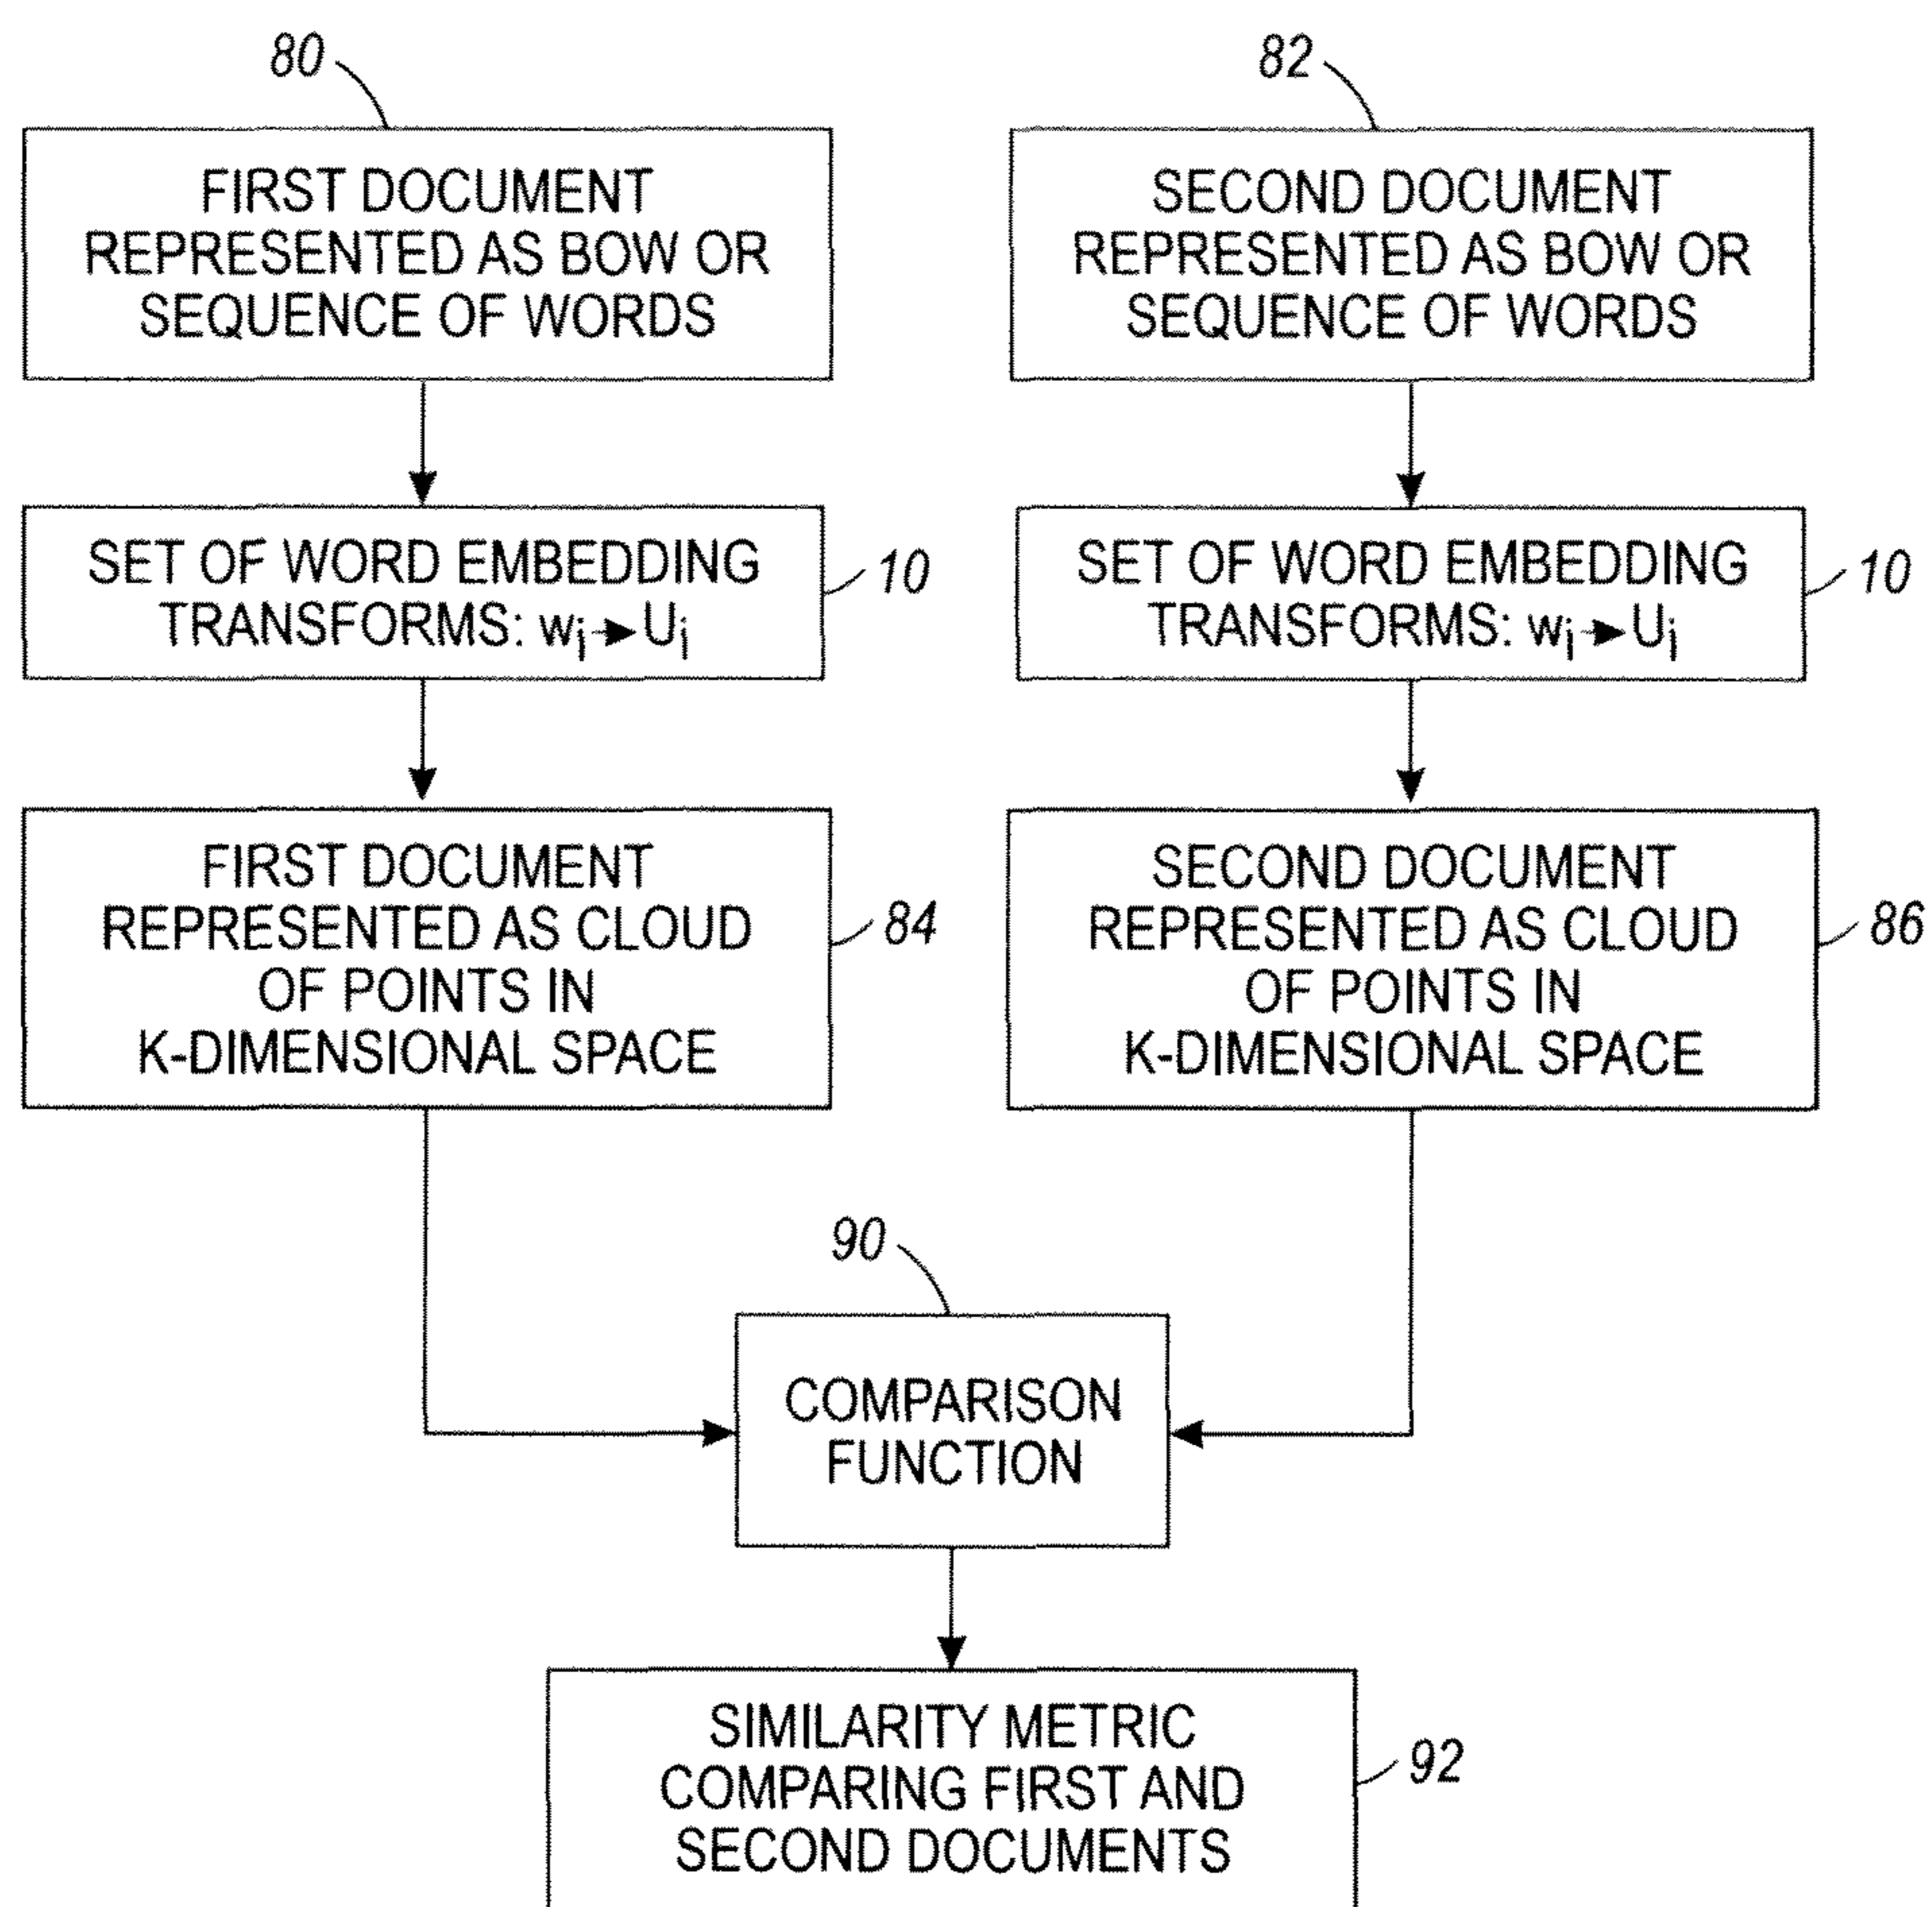 80
FIRST DOCUMENT
REPRESENTED AS BOW OR
SEQUENCE OF WORDS
82
SECOND DOCUMENT
REPRESENTED AS BOW OR
SEQUENCE OF WORDS
SET OF WORD EMBEDDING
TRANSFORMS: wi→Ui
10
SET OF WORD EMBEDDING
TRANSFORMS: wi→Ui
10
FIRST DOCUMENT
REPRESENTED AS CLOUD
OF POINTS IN
K-DIMENSIONAL SPACE
84
SECOND DOCUMENT
REPRESENTED AS CLOUD
OF POINTS IN
K-DIMENSIONAL SPACE
86
90
COMPARISON
FUNCTION
SIMILARITY METRIC
COMPARING FIRST AND
SECOND DOCUMENTS
92